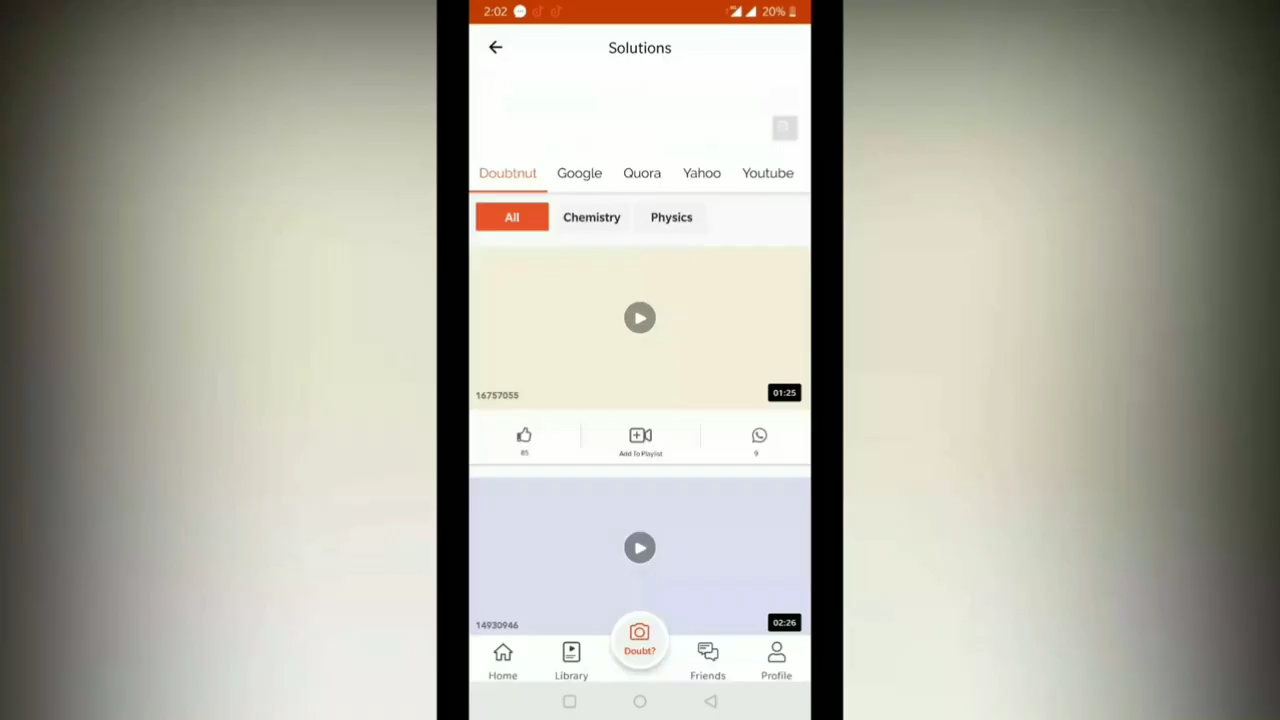 2:02 20%
Solutions
Doubtnut Google Quora Yahoo Youtube
All Chemistry Physics
16757055 01:25
85 Add To Playlist 9
14930946 02:26
Doubt?
Home Library Friends Profile